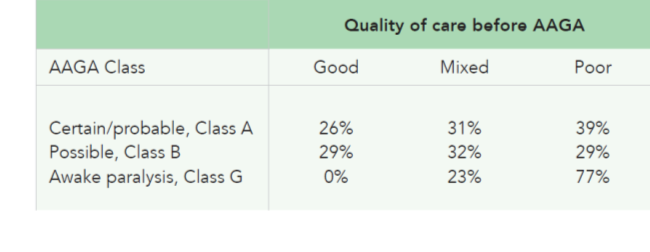 Quality of care before AAGA
AAGA Class Good Mixed Poor
Certain/probable, Class A 26% 31% 39%
Possible, Class B 29% 32% 29%
Awake paralysis, Class G 0% 23% 77%